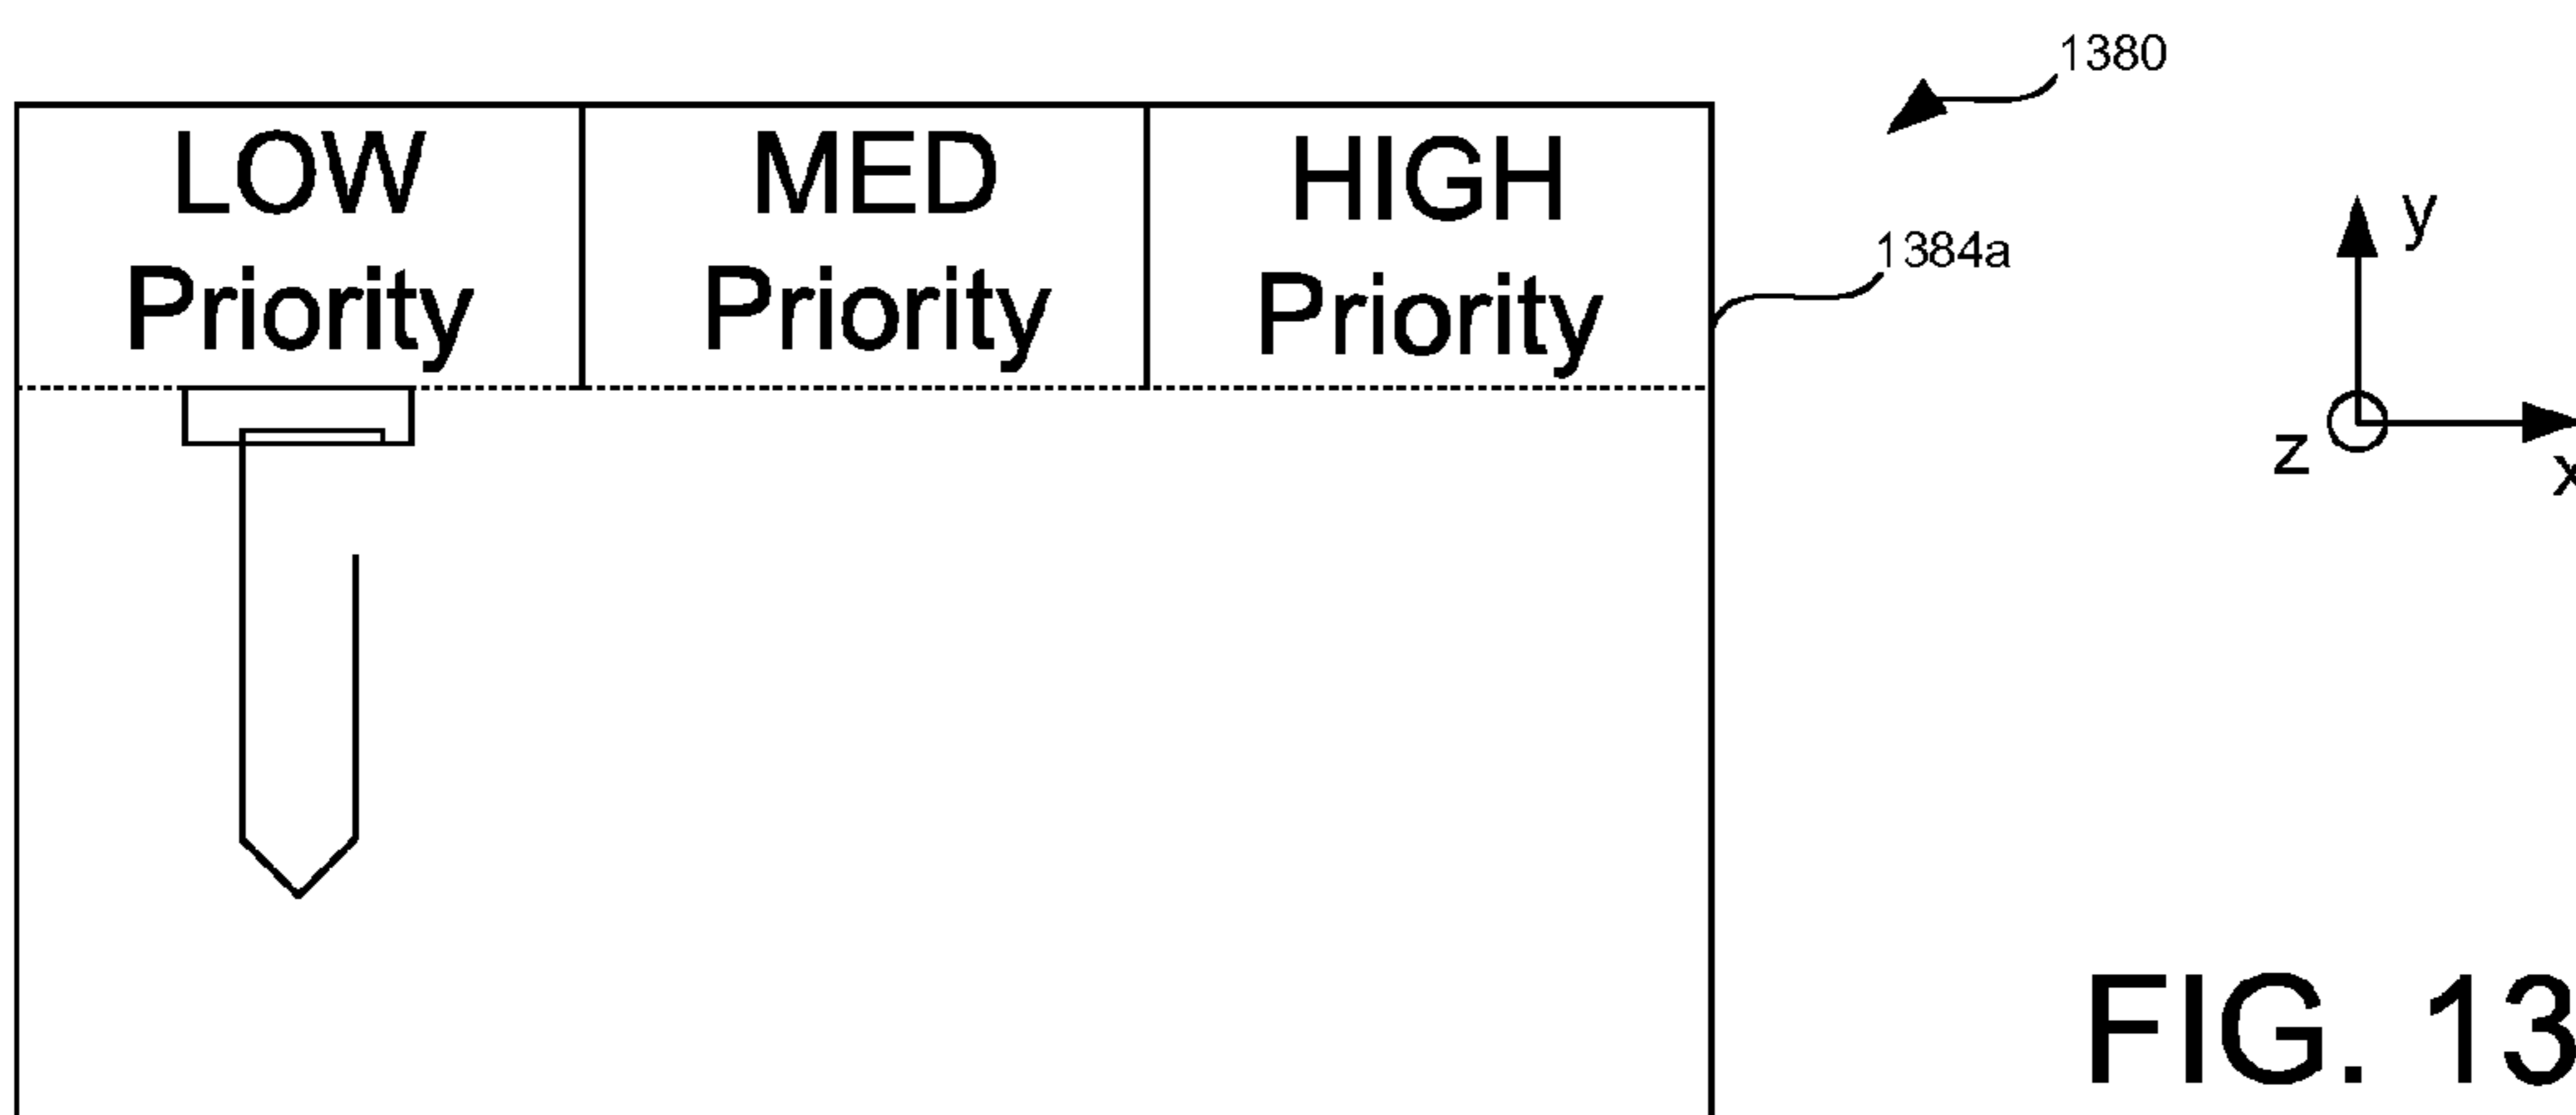 1380
LOW MED HIGH
Priority Priority Priority
1384a
y
z
x
FIG. 13